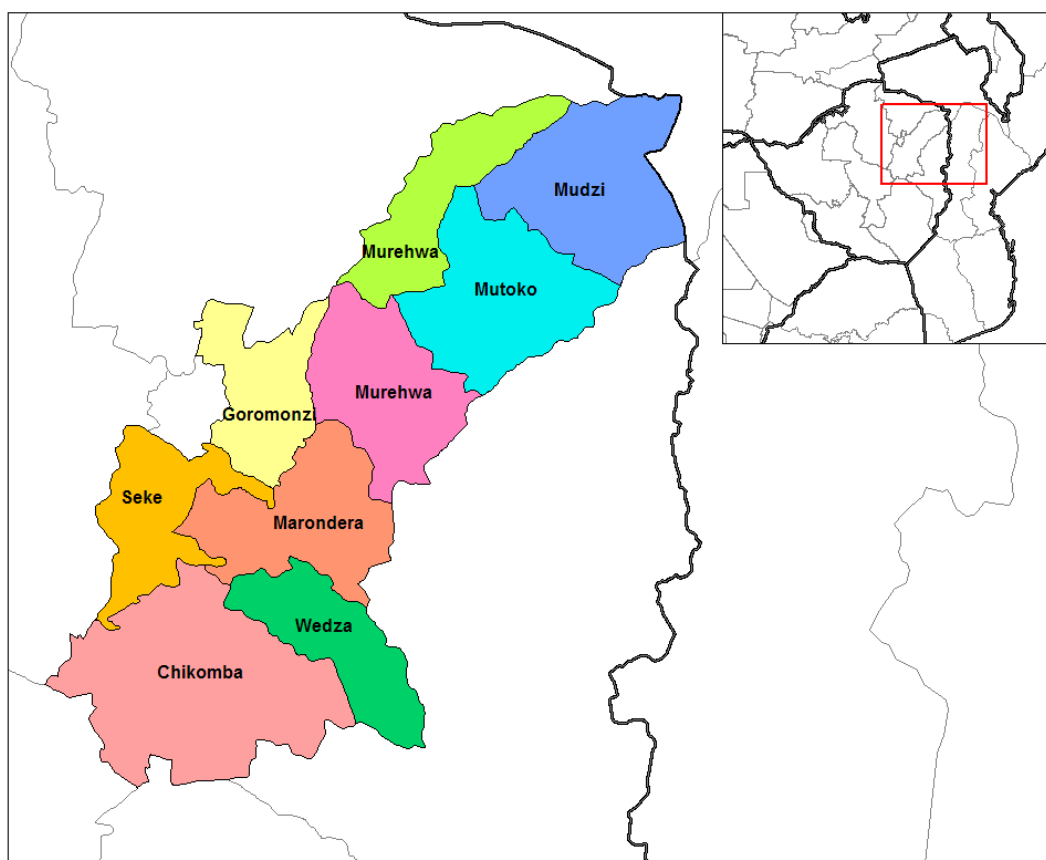 Mudzi
Murehwa
Mutoko
Murehwa
Goromonzi
Seke
Marondera
Wedza
Chikomba